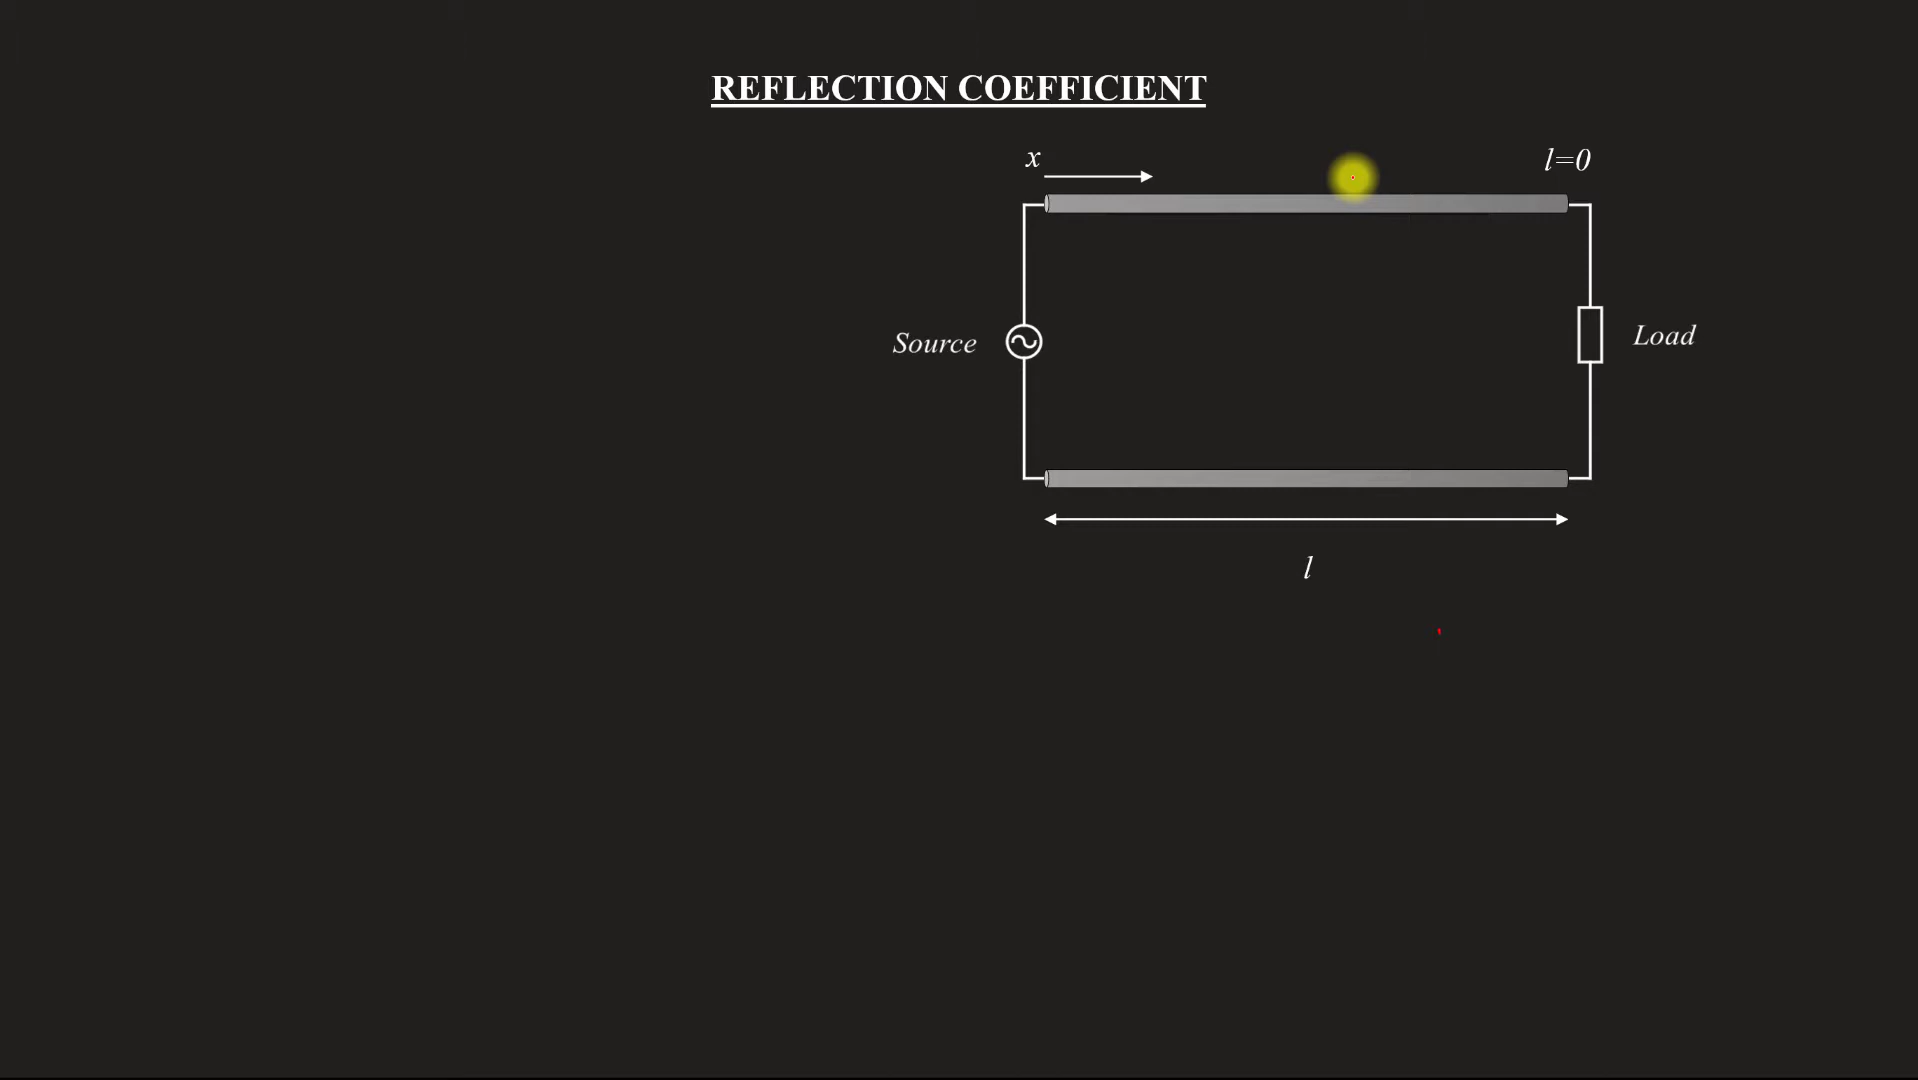 REFLECTION COEFFICIENT
x
l=0
Source
Load
l